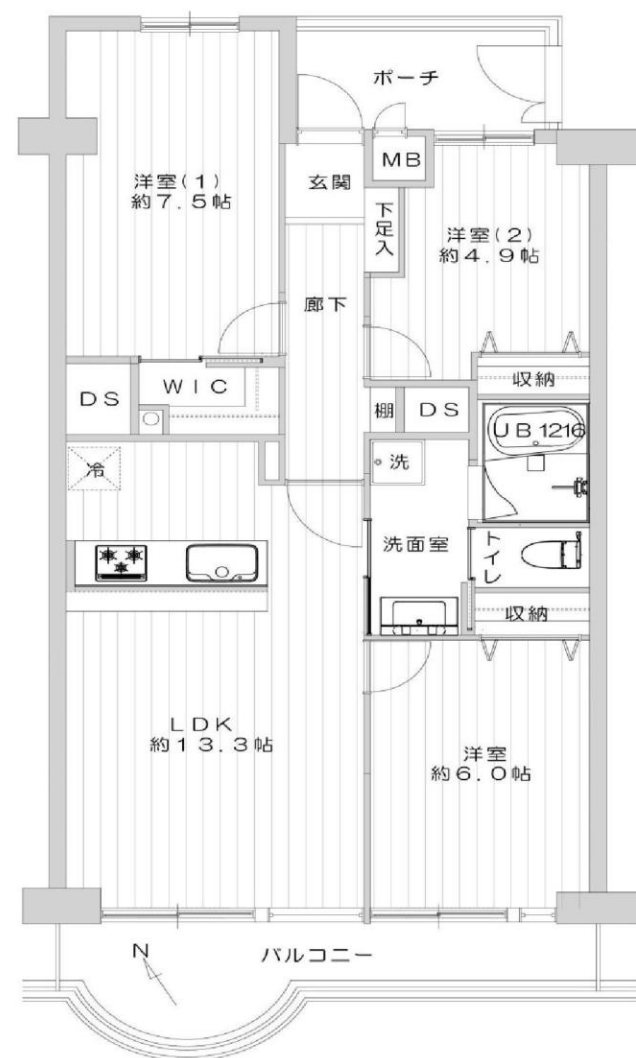 ポーチ
MB
洋室(1)
約7.5帖
玄関
下足入
洋室(2)
約4.9帖
廊下
WIC
DS
収納
棚
DS
UB1216
冷
洗
洗面室
トイレ
収納
LDK
約13.3帖
洋室
約6.0帖
N
バルコニー